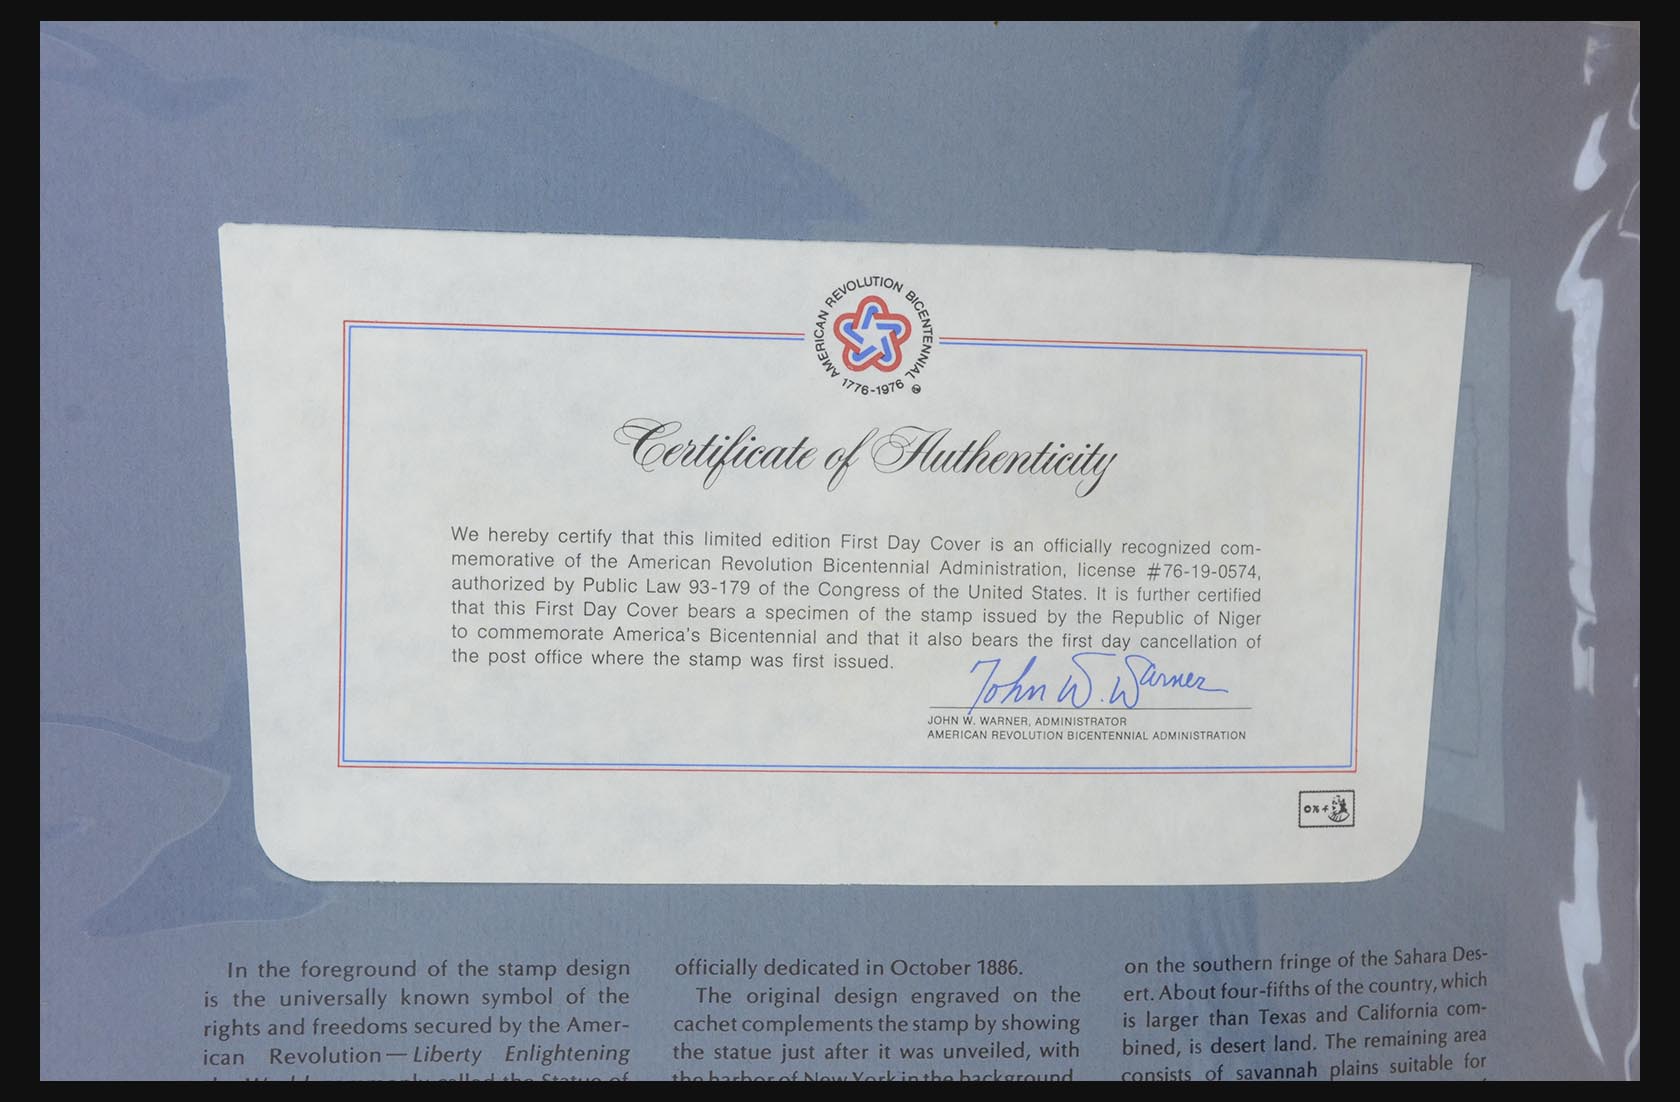 AMERICAN REVOLUTION BICENTENNIAL
1776-1976
Certificate of Authenticity
We hereby certify that this limited edition First Day Cover is an officially recognized com-
memorative of the American Revolution Bicentennial Administration, license #76-19-0574,
authorized by Public Law 93-179 of the Congress of the United States. It is further certified
that this First Day Cover bears a specimen of the stamp issued by the Republic of Niger
to commemorate America's Bicentennial and that it also bears the first day cancellation of
the post office where the stamp was first issued.
John W. Warner
JOHN W. WARNER, ADMINISTRATOR
AMERICAN REVOLUTION BICENTENNIAL ADMINISTRATION
In the foreground of the stamp design
is the universally known symbol of the
rights and freedoms secured by the Amer-
ican Revolution — Liberty Enlightening
officially dedicated in October 1886.
The original design engraved on the
cachet complements the stamp by showing
the statue just after it was unveiled, with
the harbor of New York in the background
on the southern fringe of the Sahara Des-
ert. About four-fifths of the country, which
is larger than Texas and California com-
bined, is desert land. The remaining area
consists of savannah plains suitable for